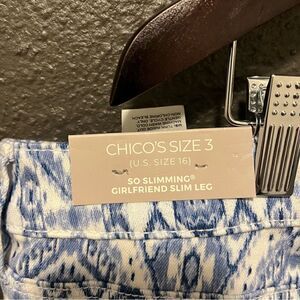 CHICO'S SIZE 3
(U.S. SIZE 16)
SO SLIMMING®
GIRLFRIEND SLIM LEG